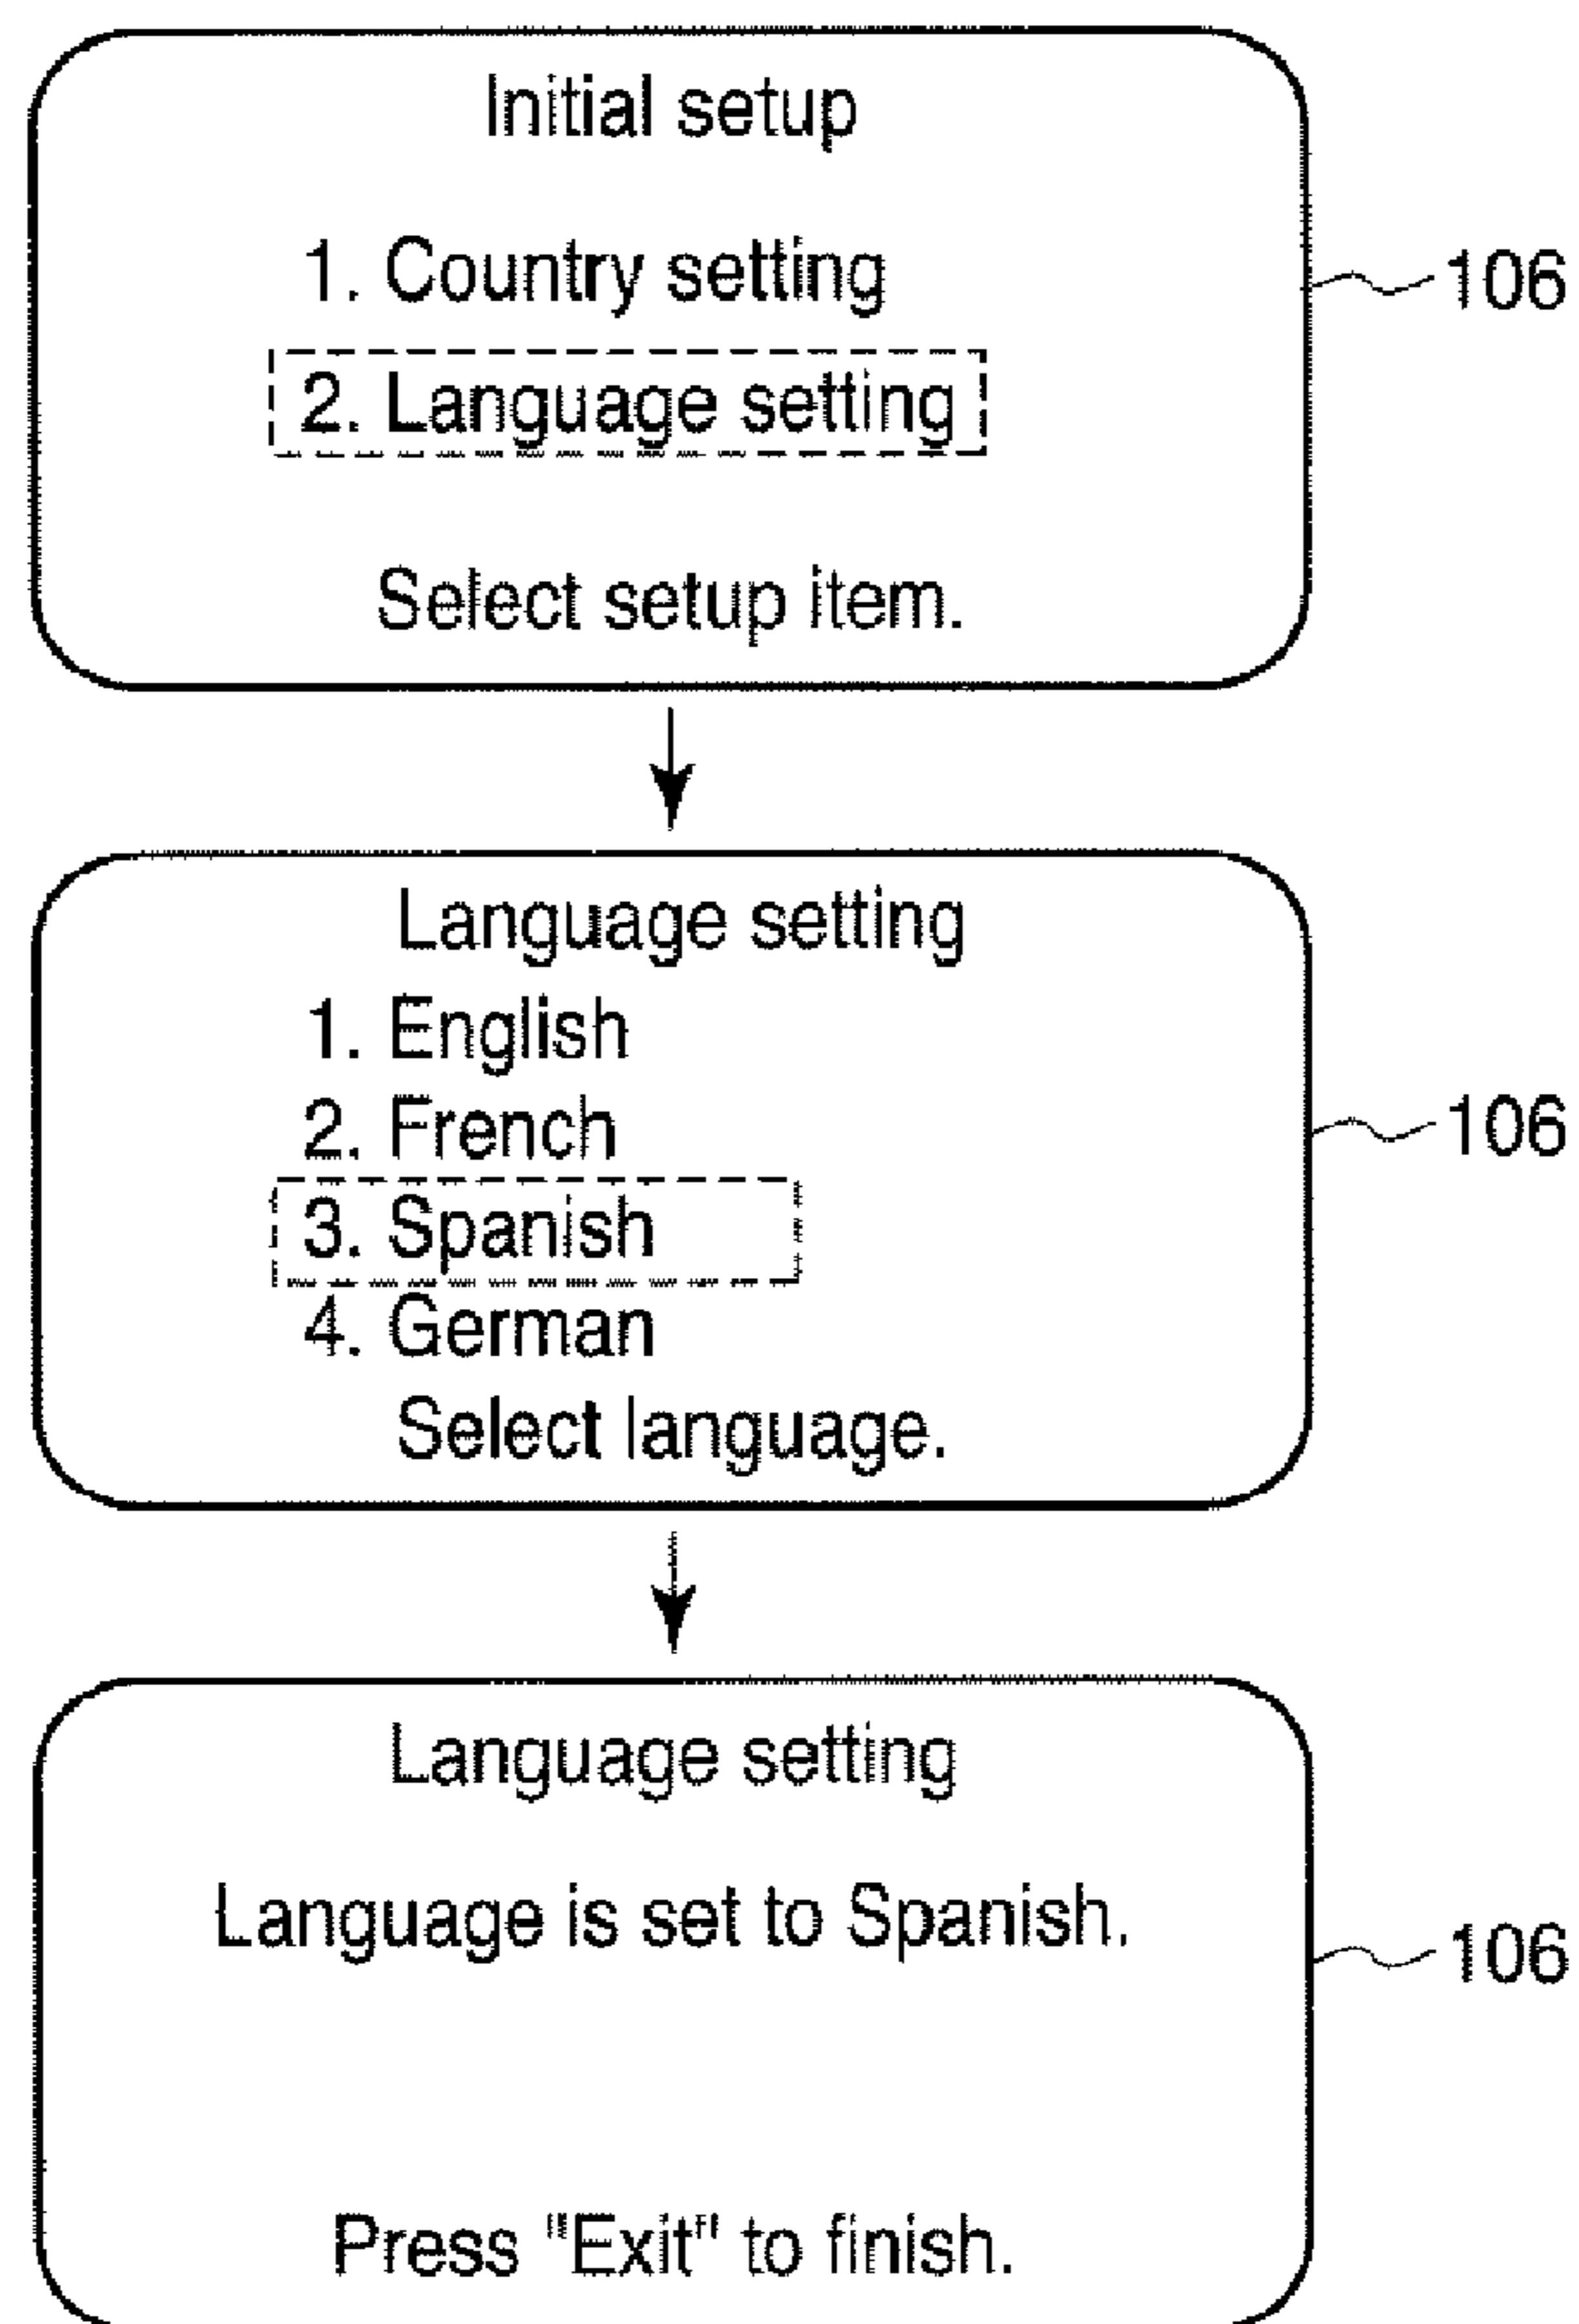 Initial setup
1. Country setting
106
2. Language setting
Select setup item.
Language setting
1. English
2. French
106
3. Spanish
4. German
Select language.
Language setting
Language is set to Spanish.
106
Press "Exit" to finish.